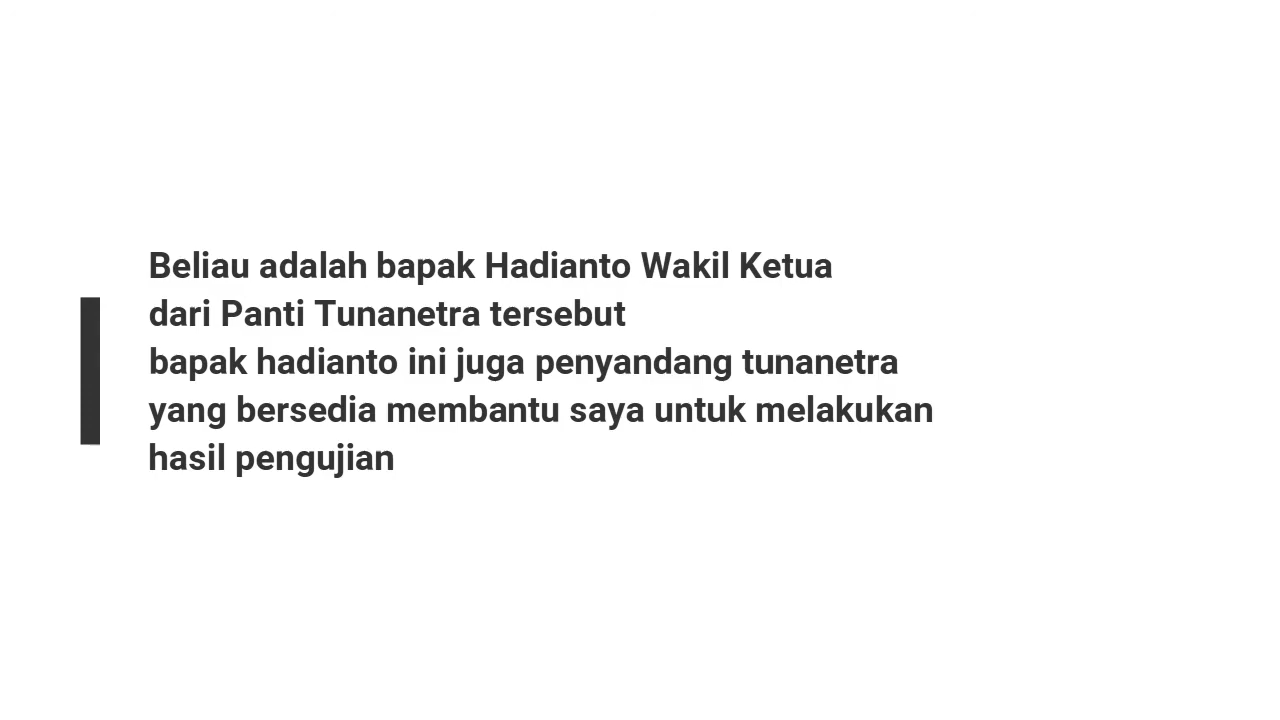 Beliau adalah bapak Hadianto Wakil Ketua
dari Panti Tunanetra tersebut
bapak hadianto ini juga penyandang tunanetra
yang bersedia membantu saya untuk melakukan
hasil pengujian